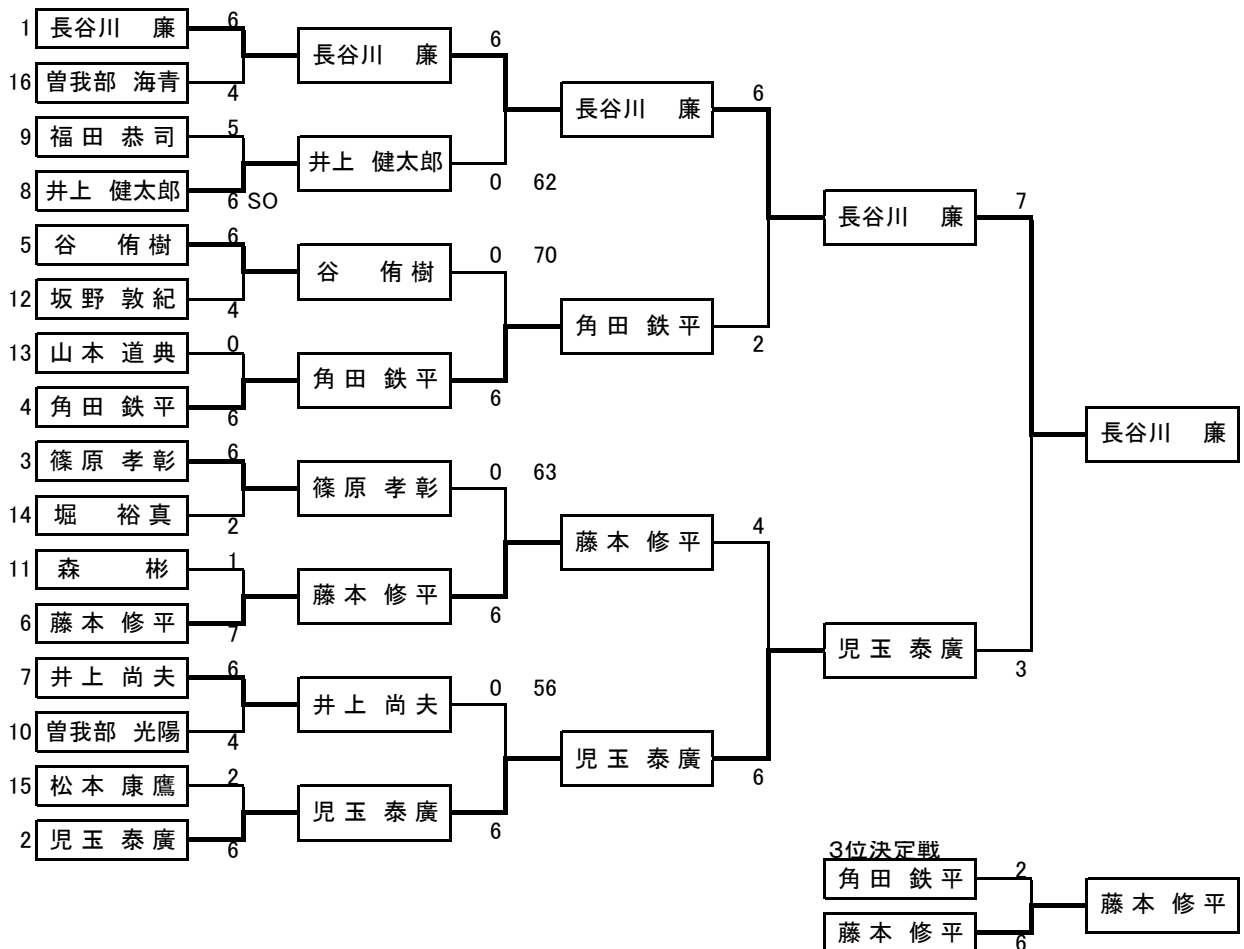 1 長谷川 廉 6 長谷川 廉 6 長谷川 廉 6 長谷川 廉 7 長谷川 廉
16 曽我部 海青 4
9 福田 恭司 5 井上 健太郎 0 62
8 井上 健太郎 6 SO
5 谷 侑樹 6 谷 侑樹 0 70 角田 鉄平 2
12 坂野 敦紀 4
13 山本 道典 0 角田 鉄平 6
4 角田 鉄平 6
3 篠原 孝彰 6 篠原 孝彰 0 63 藤本 修平 4 児玉 泰廣 3
14 堀 裕真 2
11 森 彬 1 藤本 修平 6
6 藤本 修平 7
7 井上 尚夫 6 井上 尚夫 0 56 児玉 泰廣 6
10 曽我部 光陽 4
15 松本 康鷹 2 児玉 泰廣 6
2 児玉 泰廣 6
3位決定戦
角田 鉄平 2 藤本 修平
藤本 修平 6